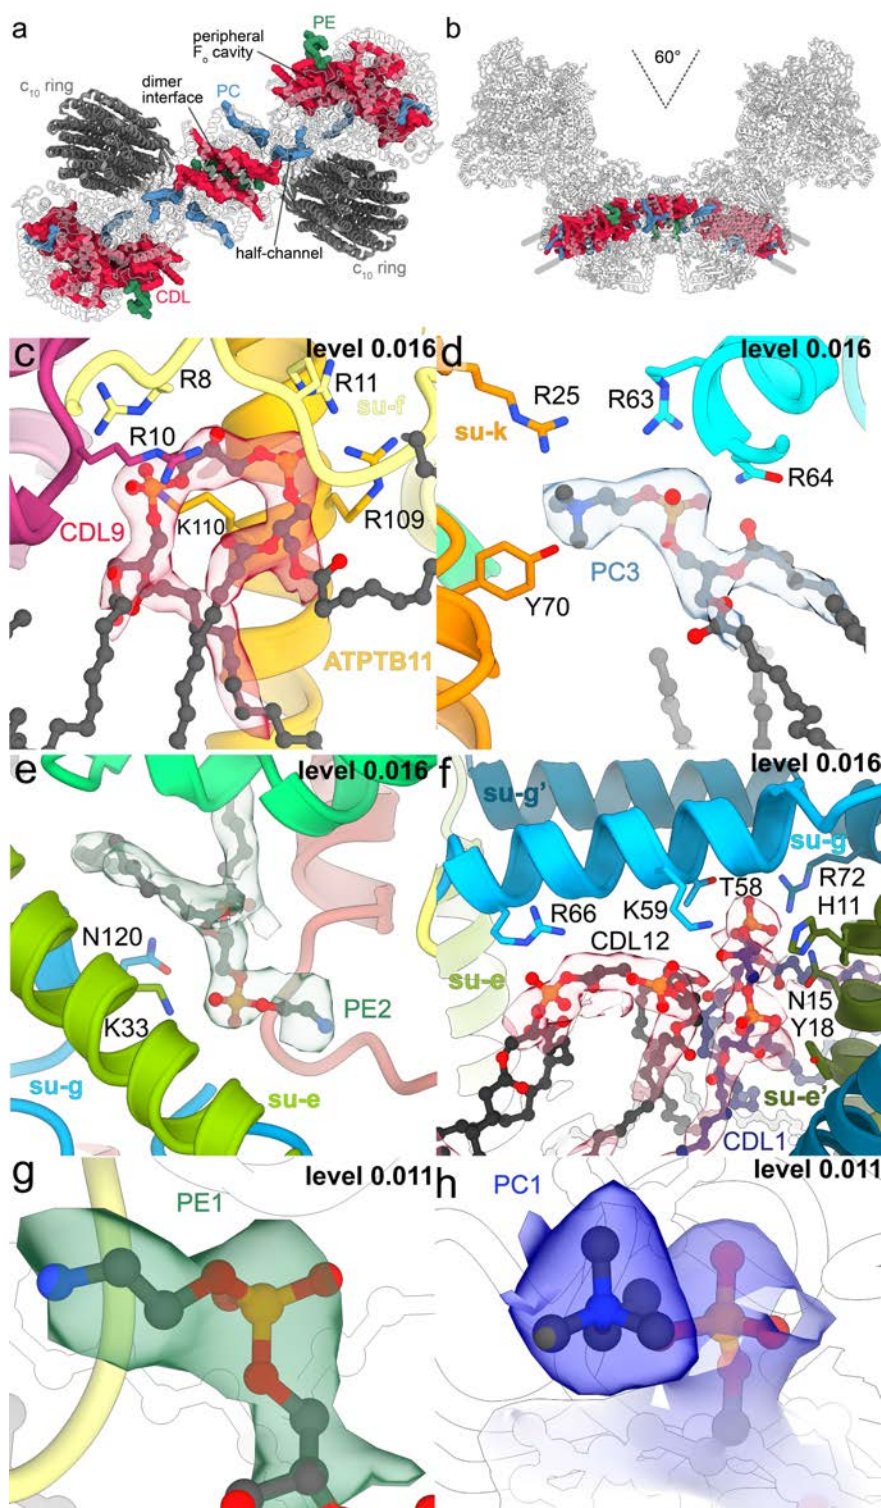 a
peripheral
Fo cavity
PE
dimer
interface
PC
c10 ring
half-channel
c10 ring
CDL
b
60°
c
level 0.016
R8
R11
su-f
R10
CDL9
K110
R109
ATPTB11
d
level 0.016
R25
R63
su-k
R64
PC3
Y70
e
level 0.016
N120
K33
PE2
su-g
su-e
f
level 0.016
su-g'
su-g
T58
R72
R66
K59
H11
CDL12
su-e
N15
Y18
su-e'
CDL1
g
level 0.011
PE1
h
level 0.011
PC1